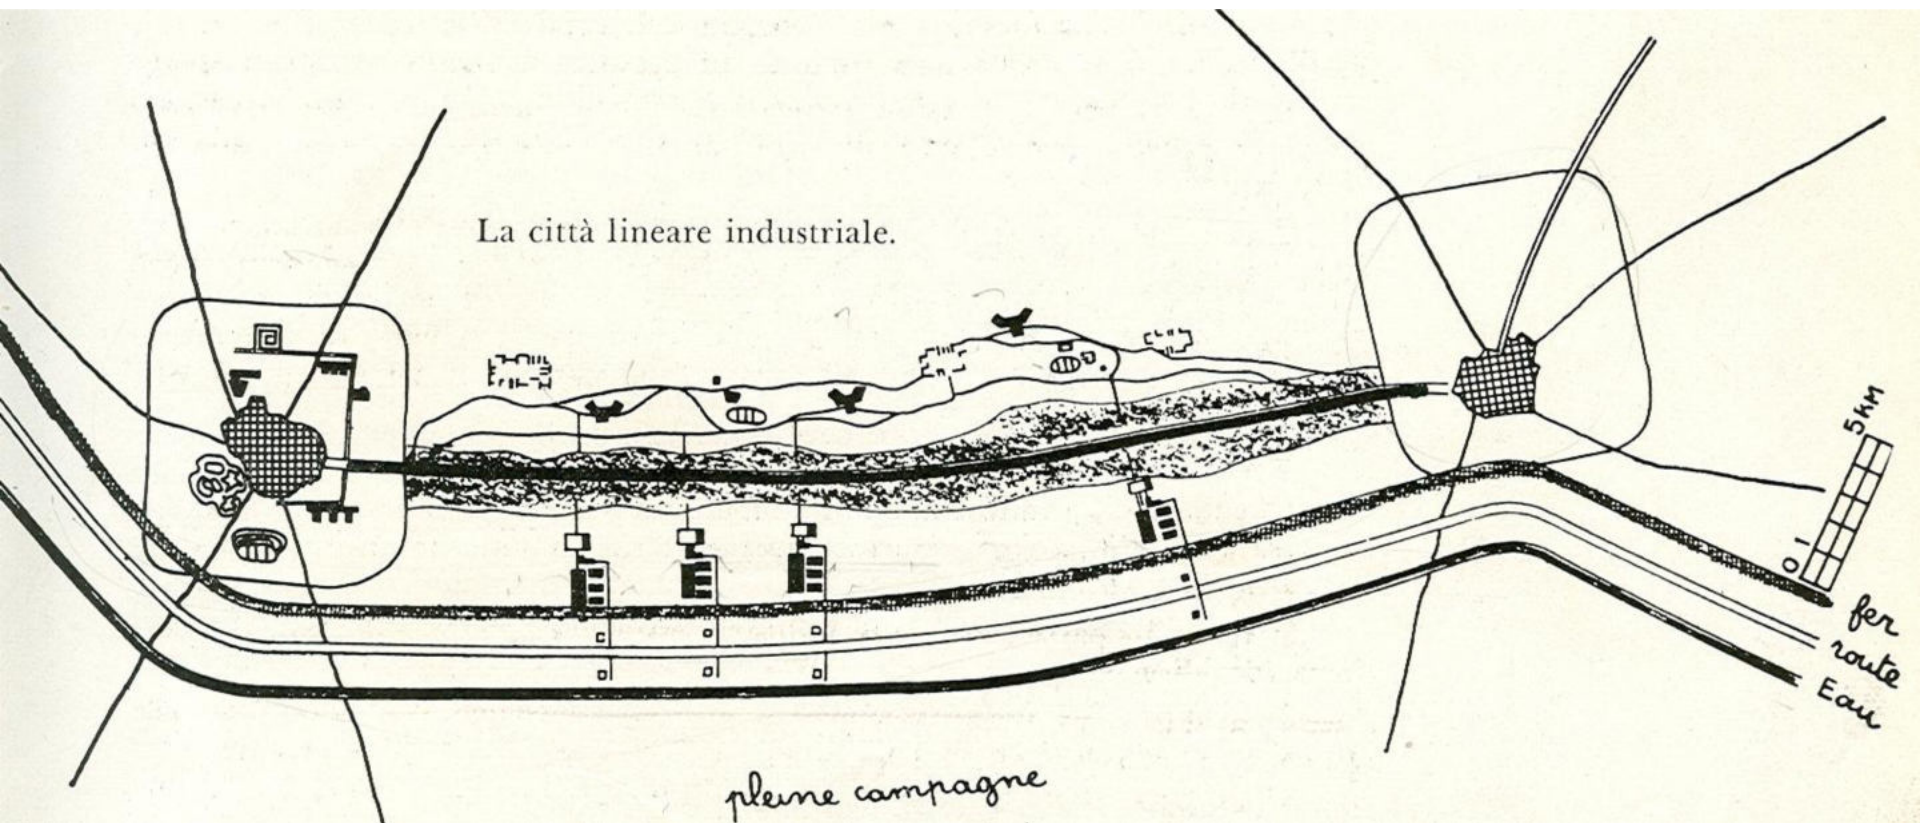 La città lineare industriale.
5KM
1
0
fer
route
Eau
pleine campagne